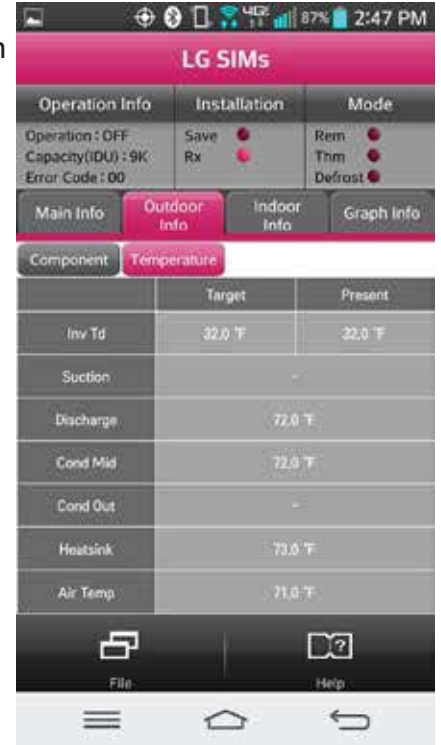 4G LTE 87% 2:47 PM
n
LG SIMs
Operation Info Installation Mode
Operation : OFF Save Rem
Capacity(IDU) : 9K Rx Thm
Error Code : 00 Defrost
Main Info Outdoor Info Indoor Info Graph Info
Component Temperature
Target Present
Inv Td 32.0 °F 32.0 °F
Suction -
Discharge 72.0 °F
Cond Mid 72.0 °F
Cond Out -
Heatsink 73.0 °F
Air Temp 71.0 °F
File Help